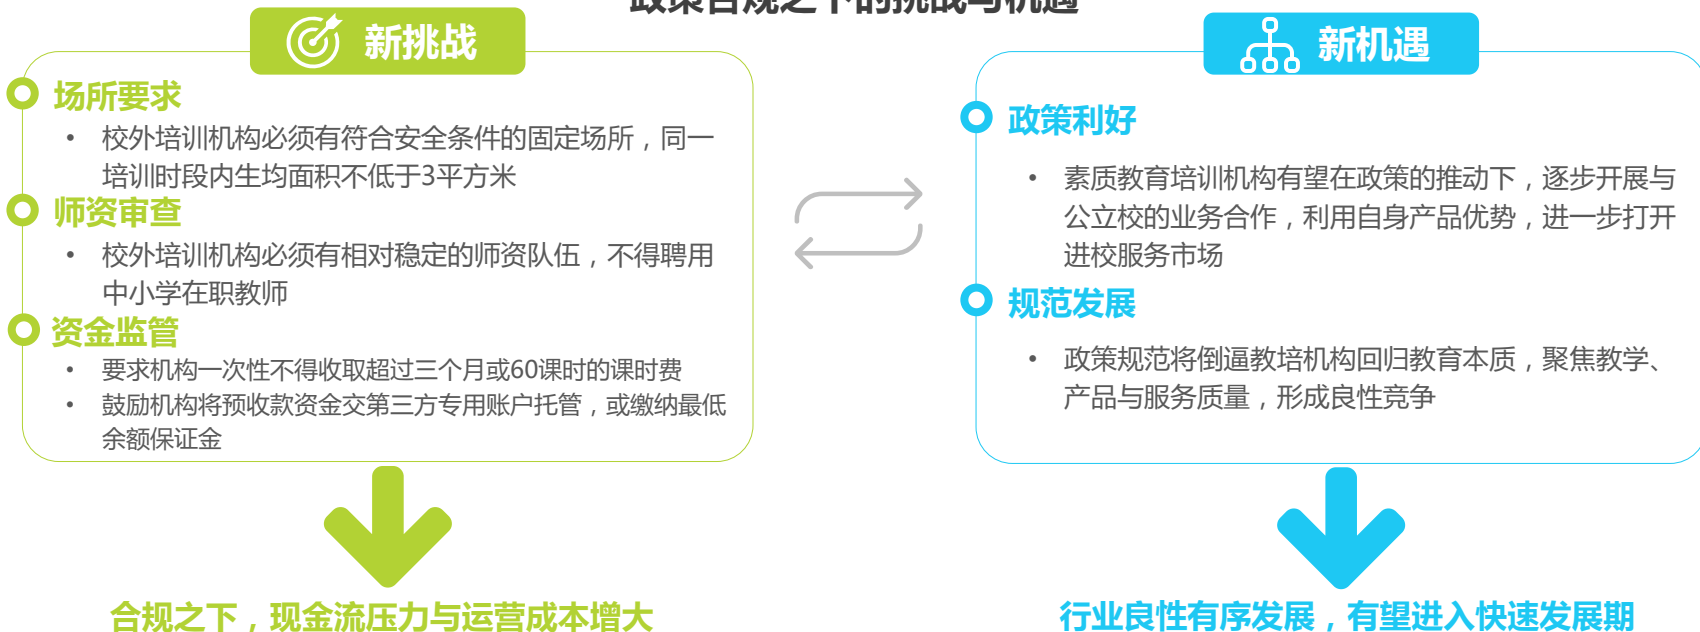 政策合规之下的挑战与机遇
新挑战
场所要求
• 校外培训机构必须有符合安全条件的固定场所，同一
培训时段内生均面积不低于3平方米
师资审查
• 校外培训机构必须有相对稳定的师资队伍，不得聘用
中小学在职教师
资金监管
• 要求机构一次性不得收取超过三个月或60课时的课时费
• 鼓励机构将预收款资金交第三方专用账户托管，或缴纳最低
余额保证金
合规之下，现金流压力与运营成本增大
新机遇
政策利好
• 素质教育培训机构有望在政策的推动下，逐步开展与
公立校的业务合作，利用自身产品优势，进一步打开
进校服务市场
规范发展
• 政策规范将倒逼教培机构回归教育本质，聚焦教学、
产品与服务质量，形成良性竞争
行业良性有序发展，有望进入快速发展期